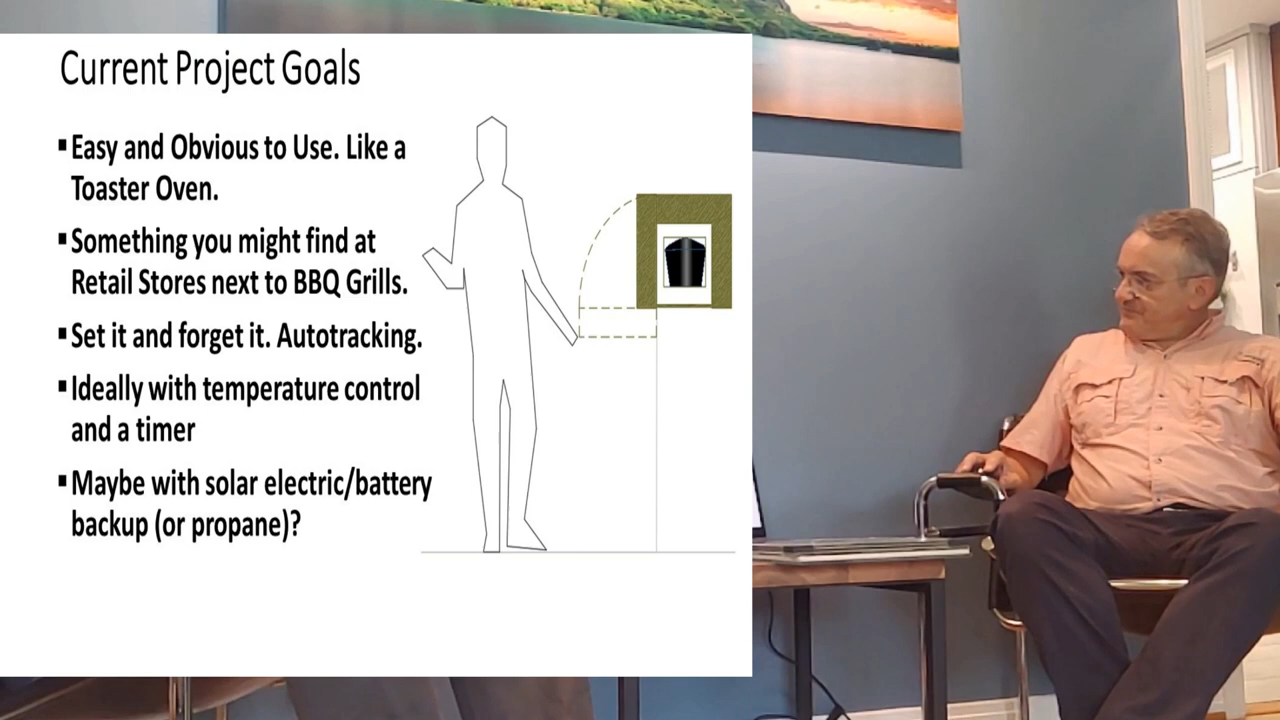 Current Project Goals
▪Easy and Obvious to Use. Like a
Toaster Oven.
▪Something you might find at
Retail Stores next to BBQ Grills.
▪Set it and forget it. Autotracking.
▪Ideally with temperature control
and a timer
▪Maybe with solar electric/battery
backup (or propane)?